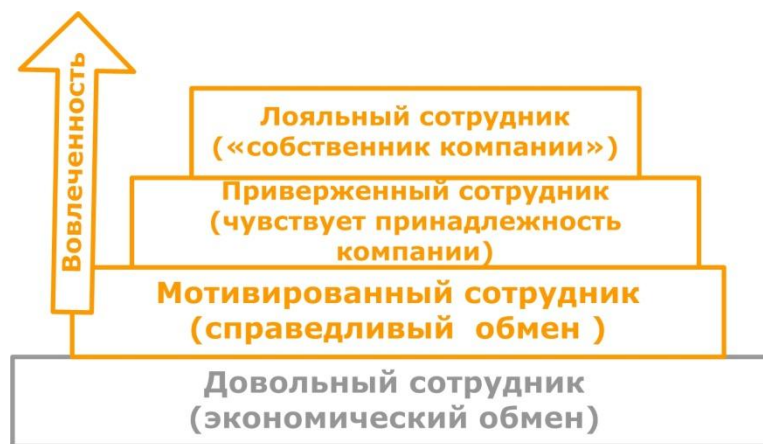 Вовлеченность
Лояльный сотрудник
(«собственник компании»)
Приверженный сотрудник
(чувствует принадлежность
компании)
Мотивированный сотрудник
(справедливый обмен )
Довольный сотрудник
(экономический обмен)